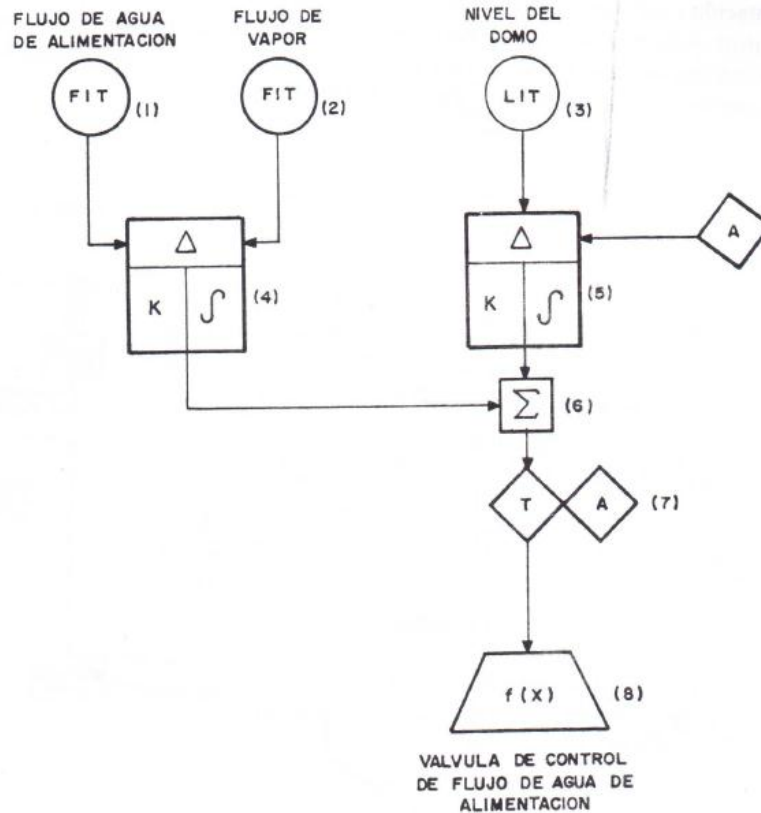 FLUJO DE AGUA
DE ALIMENTACION
FLUJO DE
VAPOR
NIVEL DEL
DOMO
FIT
(1)
FIT
(2)
LIT
(3)
Δ
K ∫
(4)
Δ
K ∫
(5)
A
Σ
(6)
T
A
(7)
f(X)
(8)
VALVULA DE CONTROL
DE FLUJO DE AGUA DE
ALIMENTACION